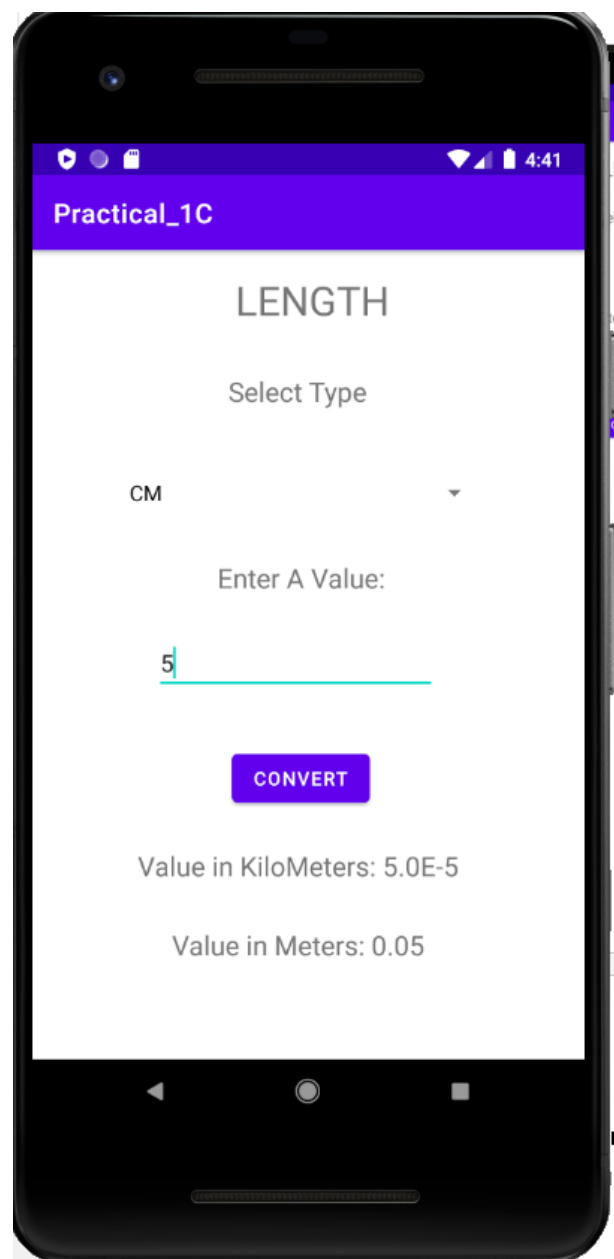 4:41
Practical_1C
LENGTH
Select Type
CM
Enter A Value:
5
CONVERT
Value in KiloMeters: 5.0E-5
Value in Meters: 0.05